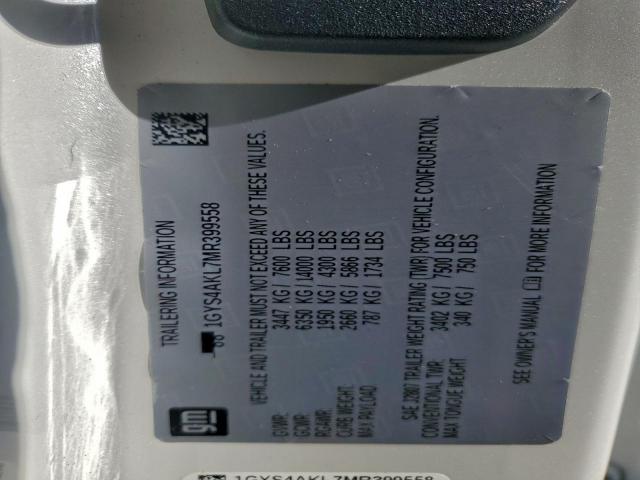 TRAILERING INFORMATION
1GYS4AKL7MR399558
VEHICLE AND TRAILER MUST NOT EXCEED ANY OF THESE VALUES.
GVWR: 3447 KG / 7600 LBS
GCWR: 6350 KG / 14000 LBS
RGAWR: 1950 KG / 4300 LBS
CURB WEIGHT: 2660 KG / 5866 LBS
MAX PAYLOAD 787 KG / 1734 LBS
SAE J2807 TRAILER WEIGHT RATING (TWR) FOR VEHICLE CONFIGURATION.
CONVENTIONAL TWR: 3402 KG / 7500 LBS
MAX TONGUE WEIGHT: 340 KG / 750 LBS
SEE OWNER'S MANUAL FOR MORE INFORMATION
gm
1GYS4AKL7MR399558